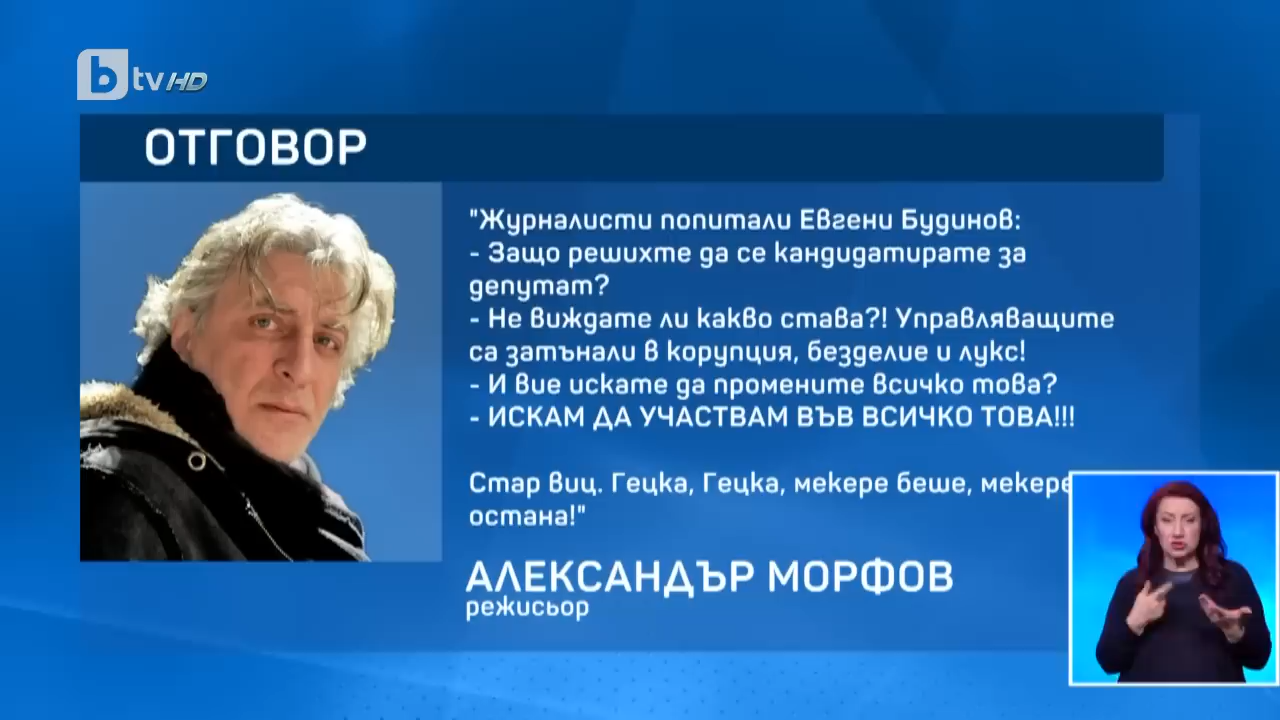 btv HD
ОТГОВОР
"Журналисти попитали Евгени Будинов:
- Защо решихте да се кандидатирате за
депутат?
- Не виждате ли какво става?! Управляващите
са затънали в корупция, безделие и лукс!
- И вие искате да промените всичко това?
- ИСКАМ ДА УЧАСТВАМ ВЪВ ВСИЧКО ТОВА!!!
Стар виц. Гецка, Гецка, мекере беше, мекере
остана!"
АЛЕКСАНДЪР МОРФОВ
режисьор